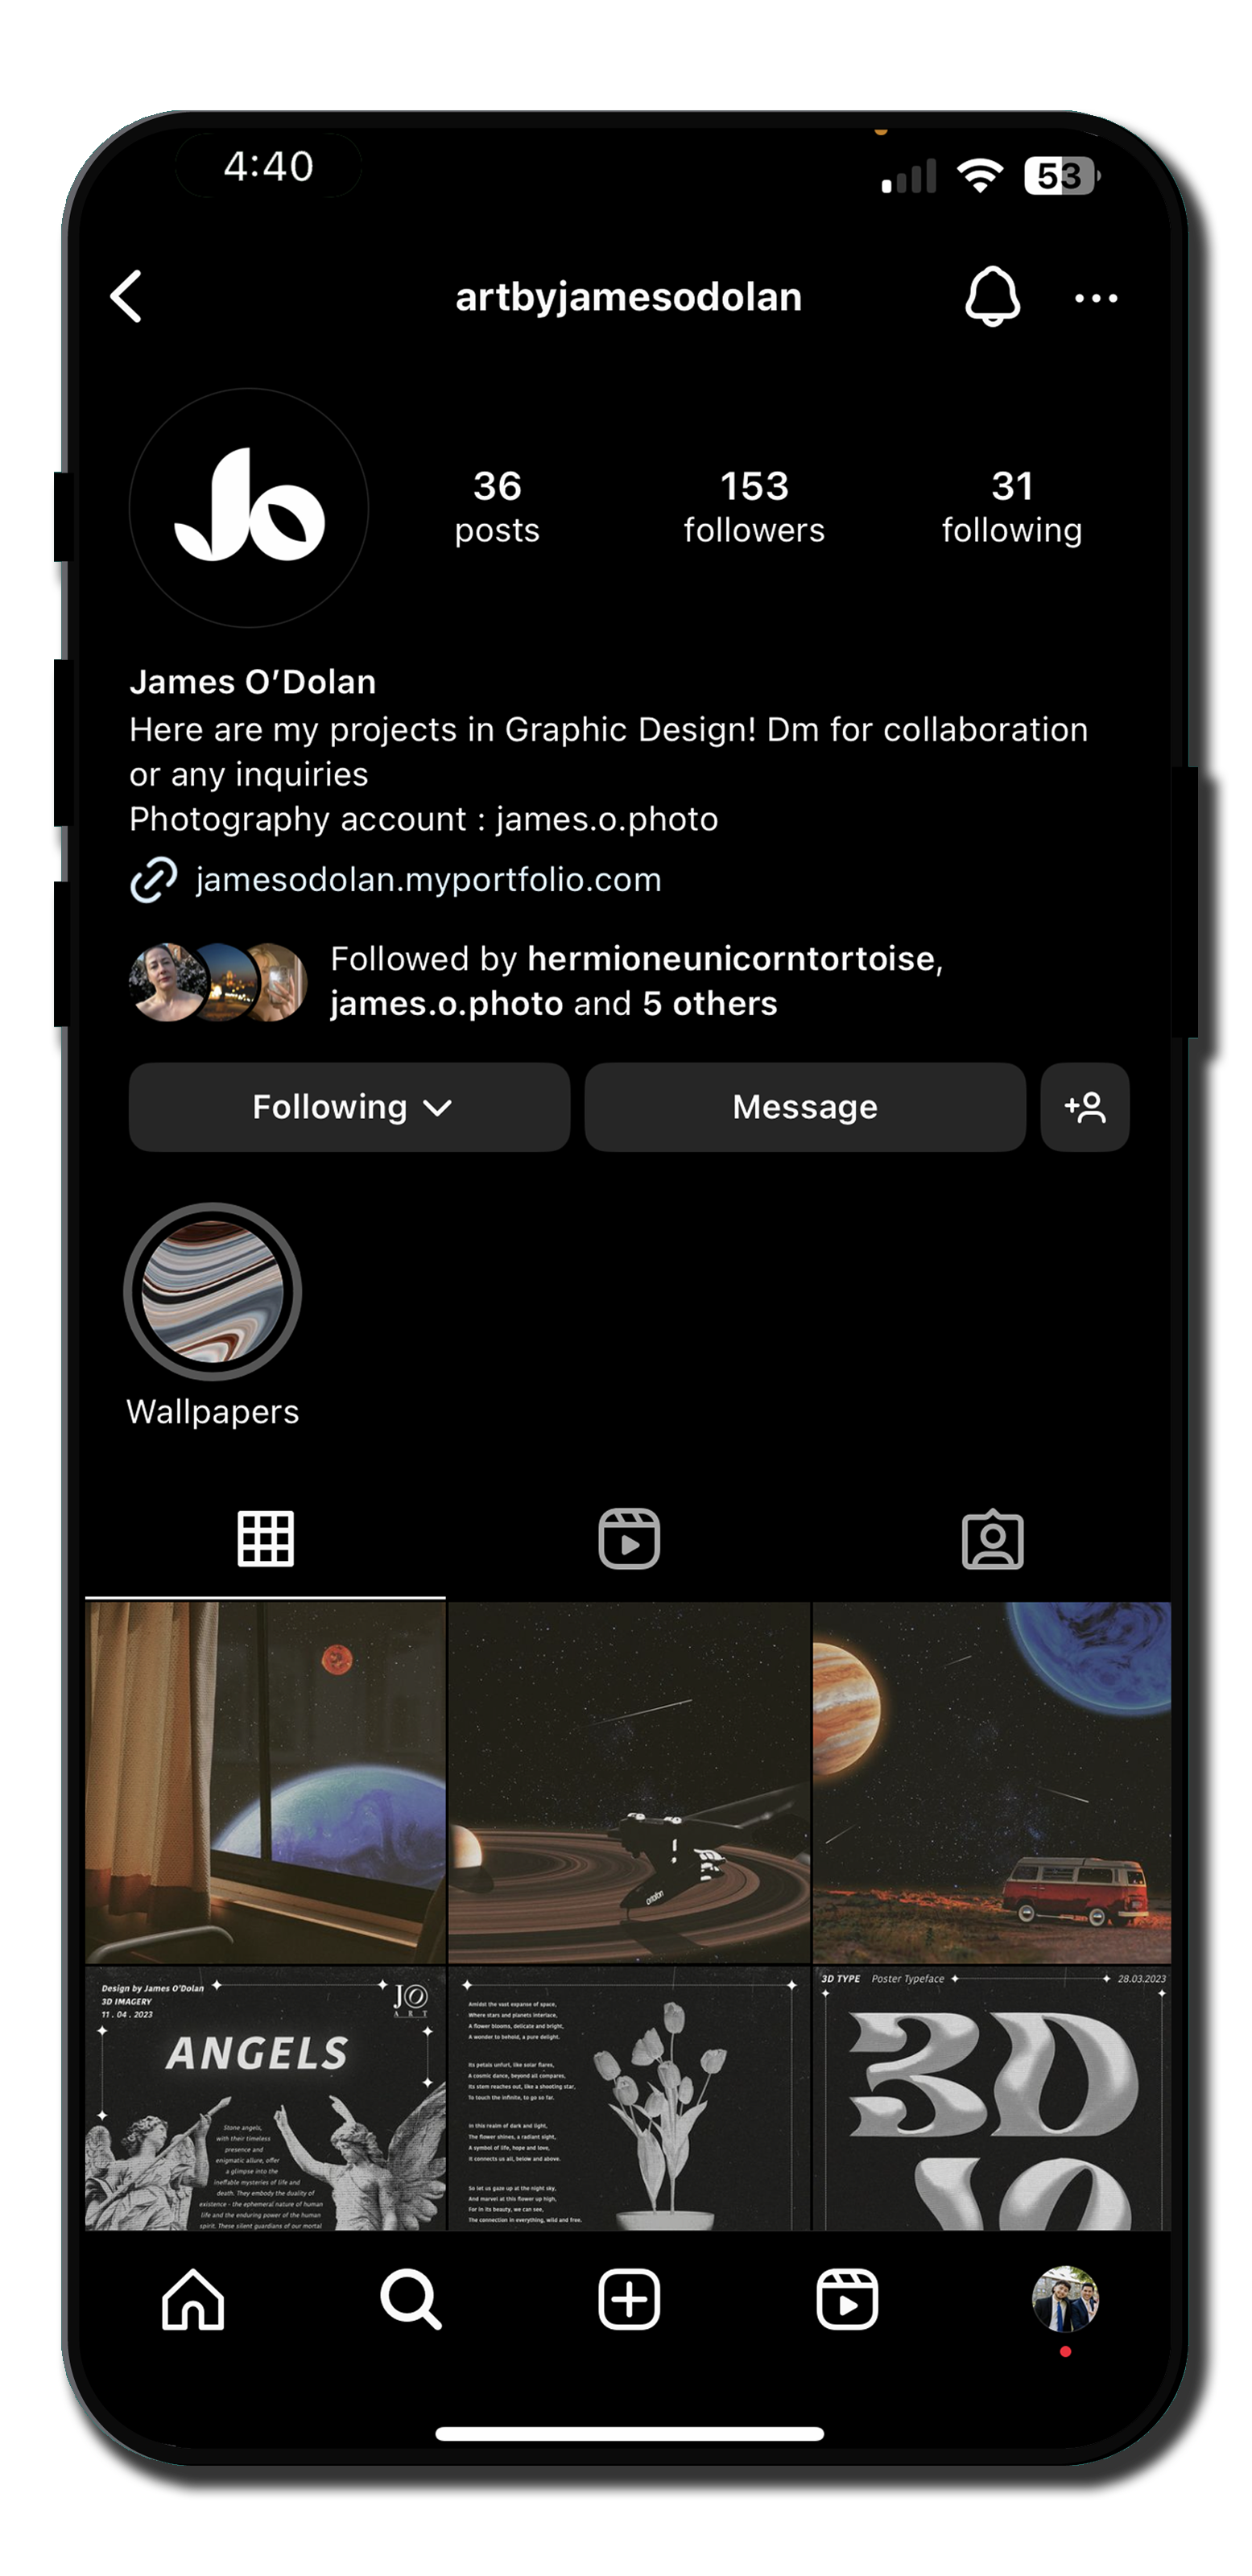 4:40
53
artbyjamesodolan
Jo
36
153
31
posts
followers
following
James O’Dolan
Here are my projects in Graphic Design! Dm for collaboration
or any inquiries
Photography account : james.o.photo
jamesodolan.myportfolio.com
Followed by hermioneunicorntortoise,
james.o.photo and 5 others
Following
Message
Wallpapers
Ortofon
Design by James O'Dolan
3D IMAGERY
11 . 04 . 2023
JO
ART
ANGELS
Stone angels,
with their timeless
presence and
enigmatic allure, offer
a glimpse into the
ineffable mysteries of life and
death. They embody the duality of
existence - the ephemeral nature of human
life and the enduring power of the human
spirit. These silent guardians of our mortal
Amidst the vast expanse of space,
Where stars and planets interlace,
A flower blooms, delicate and bright,
A wonder to behold, a pure delight.
Its petals unfurl, like solar flares,
A cosmic dance, beyond all compares,
Its stem reaches out, like a shooting star,
To touch the infinite, to go so far.
In this realm of dark and light,
The flower shines, a radiant sight,
A symbol of life, hope and love,
It connects us all, below and above.
So let us gaze up at the night sky,
And marvel at this flower up high,
For in its beauty, we can see,
The connection in everything, wild and free.
3D TYPE Poster Typeface 28.03.2023
3D
JO